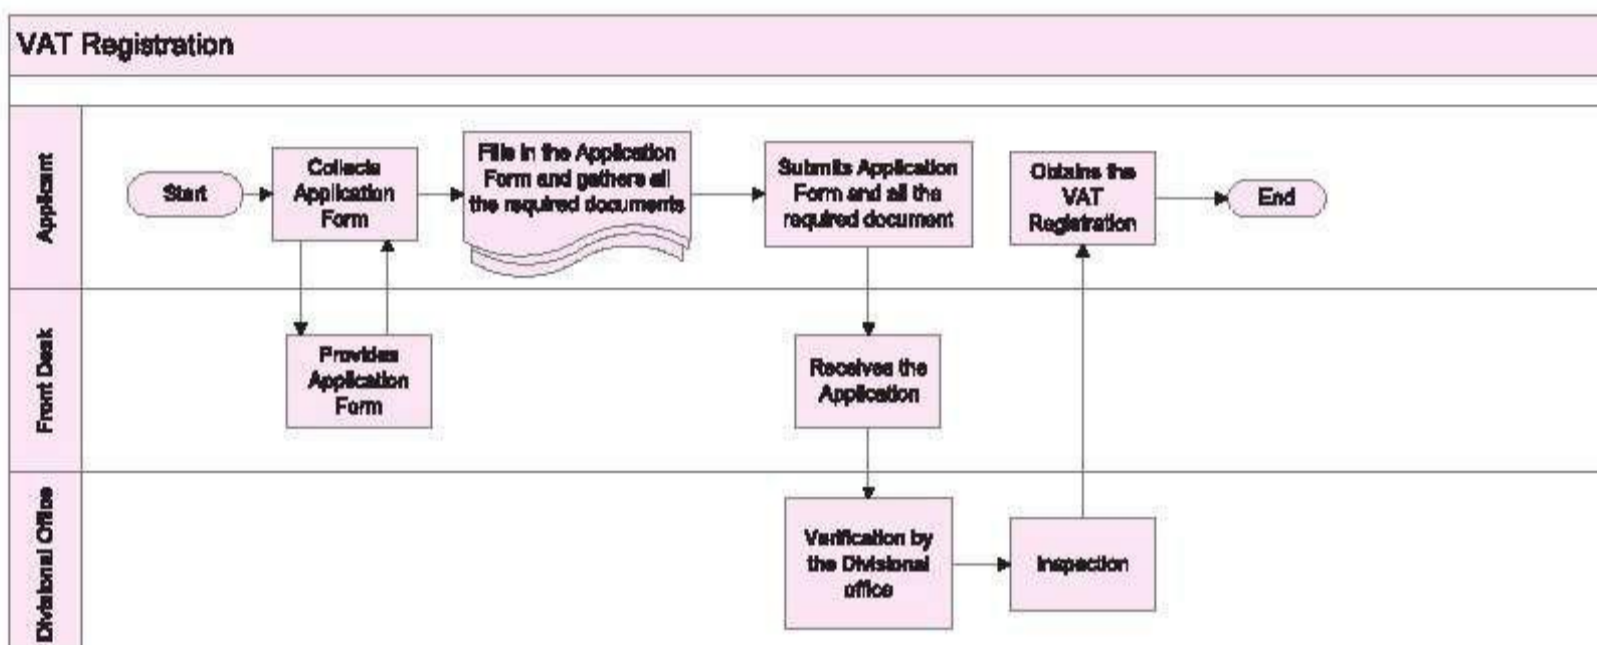 VAT Registration
Applicant
Start
Collects
Application
Form
Fills in the Application
Form and gathers all
the required documents
Submits Application
Form and all the
required document
Obtains the
VAT
Registration
End
Front Desk
Provides
Application
Form
Receives the
Application
Divisional Office
Verification by
the Divisional
office
Inspection